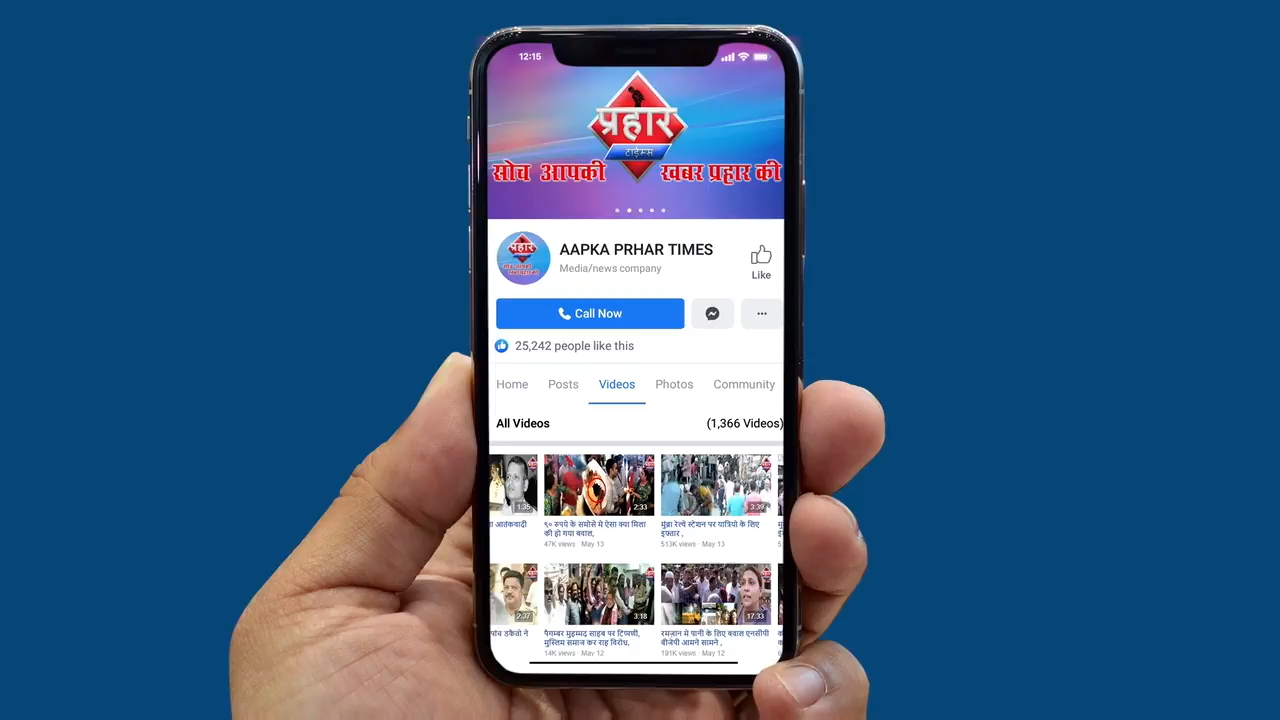 12:15
प्रहार
टाईम्स
सोच आपकी खबर प्रहार की
प्रहार
AAPKA PRHAR TIMES
Media/news company
Like
Call Now
25,242 people like this
Home Posts Videos Photos Community
All Videos (1,366 Videos)
1:35 2:33 3:39
आतंकवादी
९० रुपये के समोसे मे ऐसा क्या मिला
की हो गया बवाल,
47K views · May 13
मुंब्रा रेल्वे स्टेशन पर यात्रियो के लिए
इफ्तार ,
513K views · May 13
2:37 3:18 17:33
पांच डकैतो ने
पैगम्बर मुहम्मद साहब पर टिप्पणी,
मुस्लिम समाज कर राह विरोध,
14K views · May 12
रमज़ान मे पानी के लिए बवाल एनसीपी
बीजेपी आमने सामने ,
191K views · May 12